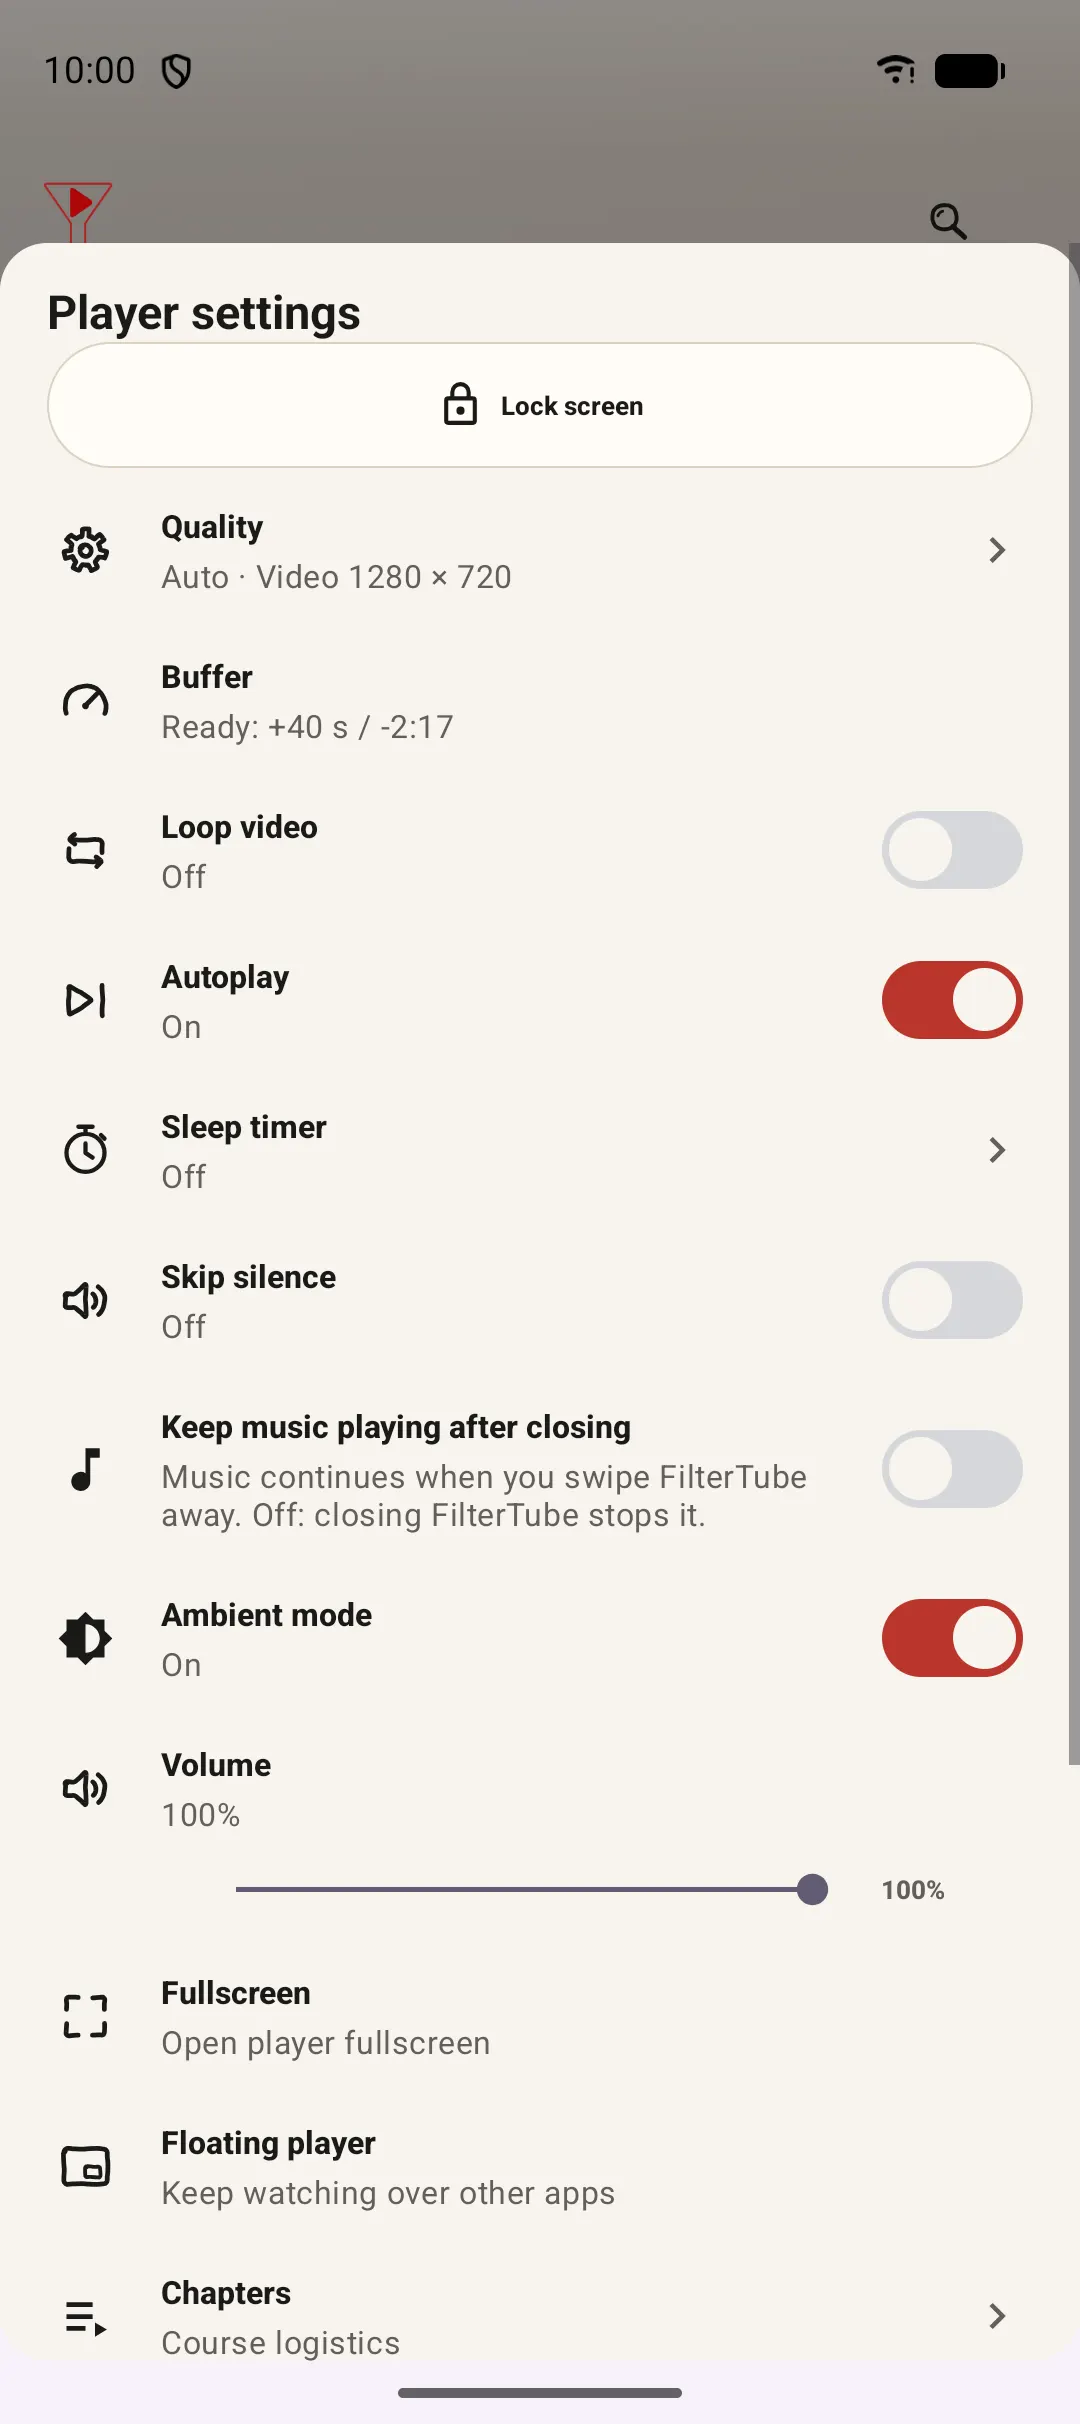 10:00
Player settings
Lock screen
Quality
Auto · Video 1280 × 720
Buffer
Ready: +40 s / -2:17
Loop video
Off
Autoplay
On
Sleep timer
Off
Skip silence
Off
Keep music playing after closing
Music continues when you swipe FilterTube
away. Off: closing FilterTube stops it.
Ambient mode
On
Volume
100%
100%
Fullscreen
Open player fullscreen
Floating player
Keep watching over other apps
Chapters
Course logistics